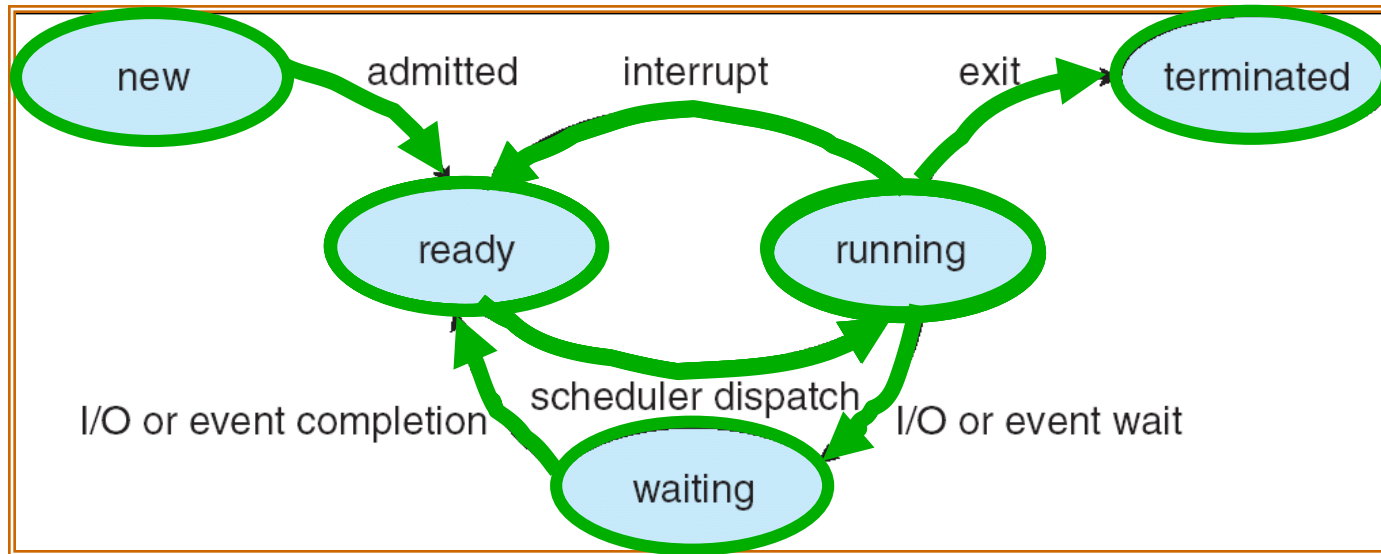 new
admitted
interrupt
exit
terminated
ready
running
scheduler dispatch
I/O or event completion
I/O or event wait
waiting